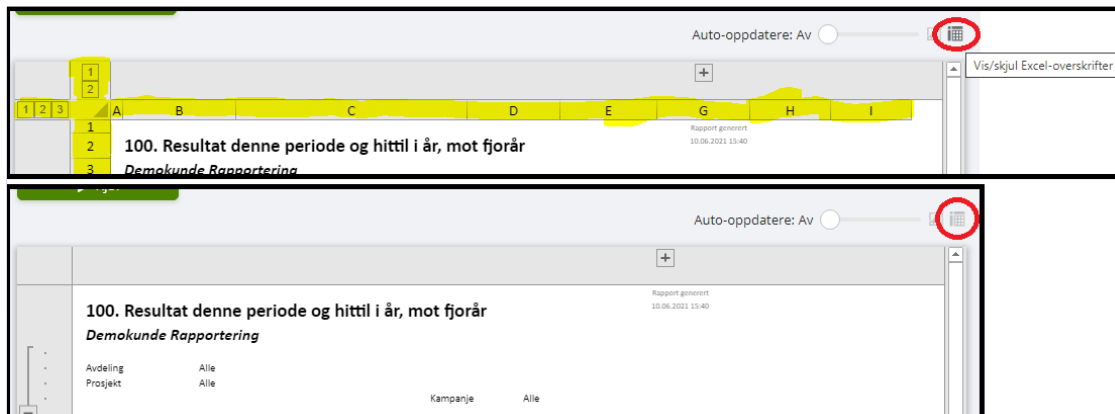 Auto-oppdatere: Av
Vis/skjul Excel-overskrifter
1
2
1 2 3
A B C D E G H I
1
Rapport generert
2 100. Resultat denne periode og hittil i år, mot fjorår 10.06.2021 15:40
3 Demokunde Rapportering
Auto-oppdatere: Av
Rapport generert
100. Resultat denne periode og hittil i år, mot fjorår 10.06.2021 15:40
Demokunde Rapportering
Avdeling Alle
Prosjekt Alle
Kampanje Alle